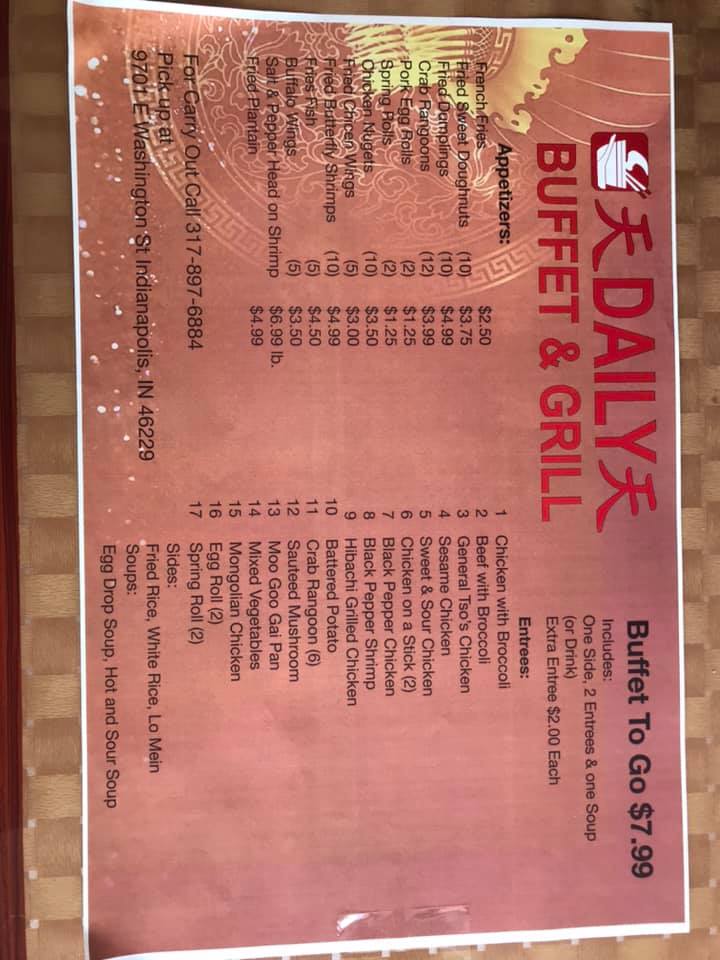 天DAILY天
BUFFET & GRILL
Appetizers:
French Fries $2.50
Fried Sweet Doughnuts (10) $3.75
Fried Dumplings (10) $4.99
Crab Rangoons (12) $3.99
Pork Egg Rolls (2) $1.25
Spring Rolls (2) $1.25
Chicken Nugets (10) $3.50
Fried Chicen Wings (5) $3.00
Fried Butterfly Shrimps (10) $4.99
Fries Fish (5) $4.50
Buffalo Wings (5) $3.50
Salt & Pepper Head on Shrimp $6.99 lb.
Fried Plantain $4.99
For Carry Out Call 317-897-6884
Pick up at
9701 E Washington St Indianapolis, IN 46229
Buffet To Go $7.99
Includes:
One Side, 2 Entrees & one Soup
(or Drink)
Extra Entree $2.00 Each
Entrees:
1 Chicken with Broccoli
2 Beef with Broccoli
3 General Tso's Chicken
4 Sesame Chicken
5 Sweet & Sour Chicken
6 Chicken on a Stick (2)
7 Black Pepper Chicken
8 Black Pepper Shrimp
9 Hibachi Grilled Chicken
10 Battered Potato
11 Crab Rangoon (6)
12 Sauteed Mushroom
13 Moo Goo Gai Pan
14 Mixed Vegetables
15 Mongolian Chicken
16 Egg Roll (2)
17 Spring Roll (2)
Sides:
Fried Rice, White Rice, Lo Mein
Soups:
Egg Drop Soup, Hot and Sour Soup